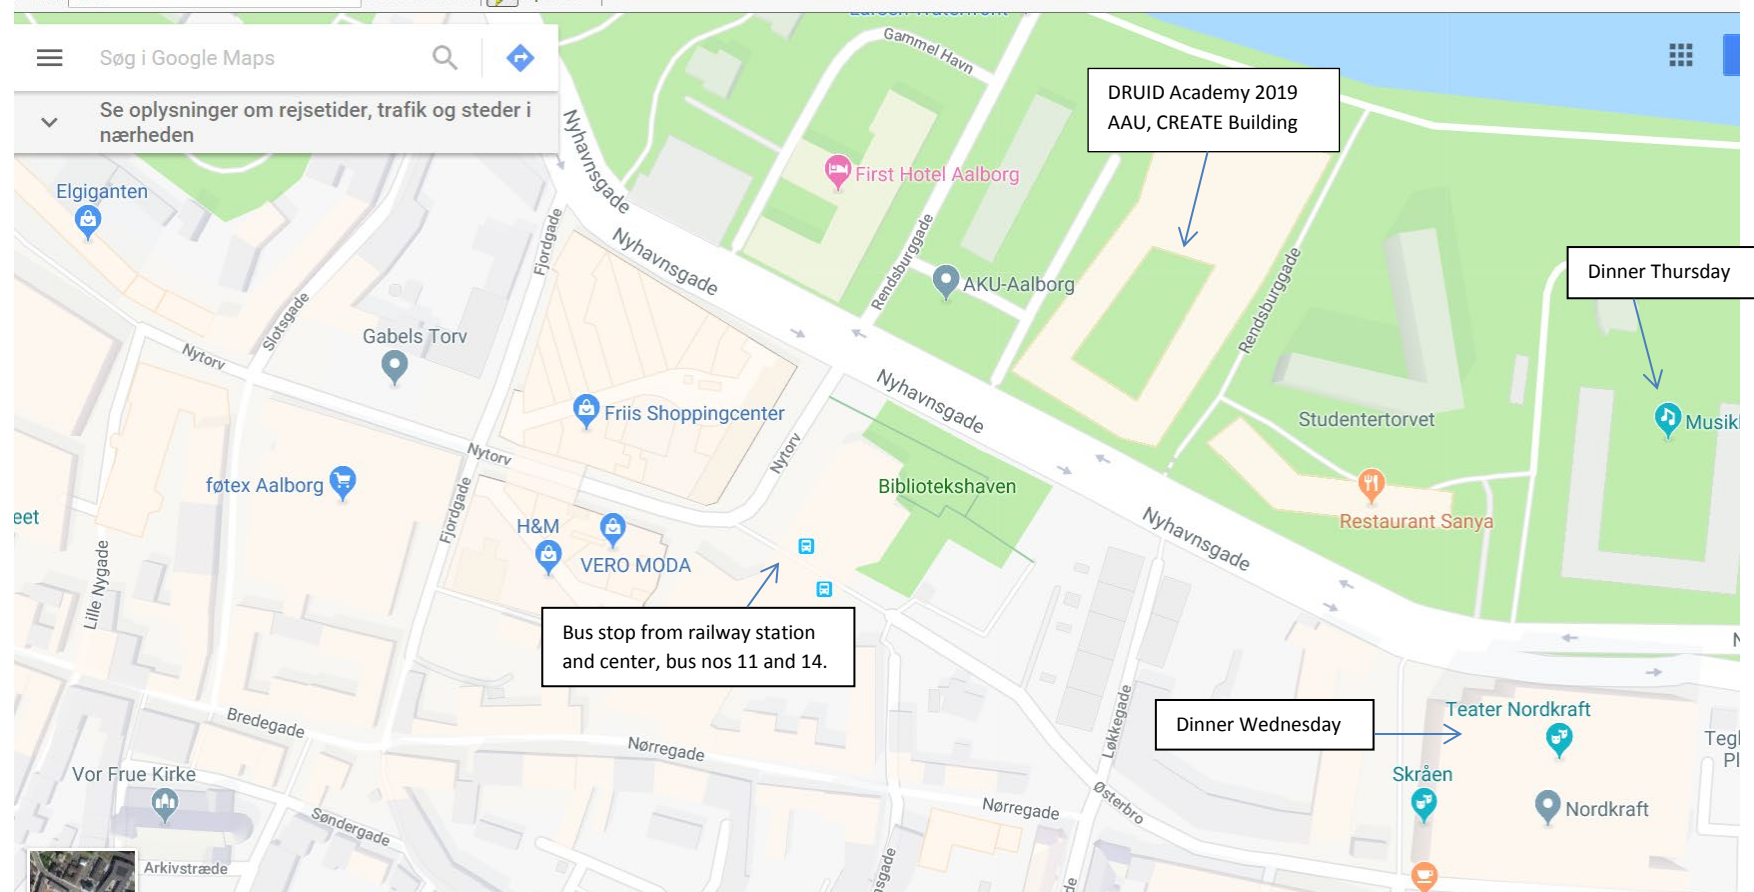 Søg i Google Maps
Se oplysninger om rejsetider, trafik og steder i
nærheden
Gammel Havn
DRUID Academy 2019
AAU, CREATE Building
Nyhavnsgade
First Hotel Aalborg
Elgiganten
Fjordgade
Nyhavnsgade
Rendsburggade
AKU-Aalborg
Rendsburggade
Dinner Thursday
Slotsgade
Gabels Torv
Nytorv
Nyhavnsgade
Friis Shoppingcenter
Studentertorvet
Nytorv
Nytorv
føtex Aalborg
Bibliotekshaven
Fjordgade
H&M
VERO MODA
Restaurant Sanya
Nyhavnsgade
Lille Nygade
Bus stop from railway station
and center, bus nos 11 and 14.
Løkkegade
Dinner Wednesday
Teater Nordkraft
Bredegade
Nørregade
Vor Frue Kirke
Skråen
Nørregade
Østerbro
Nordkraft
Søndergade
Arkivstræde